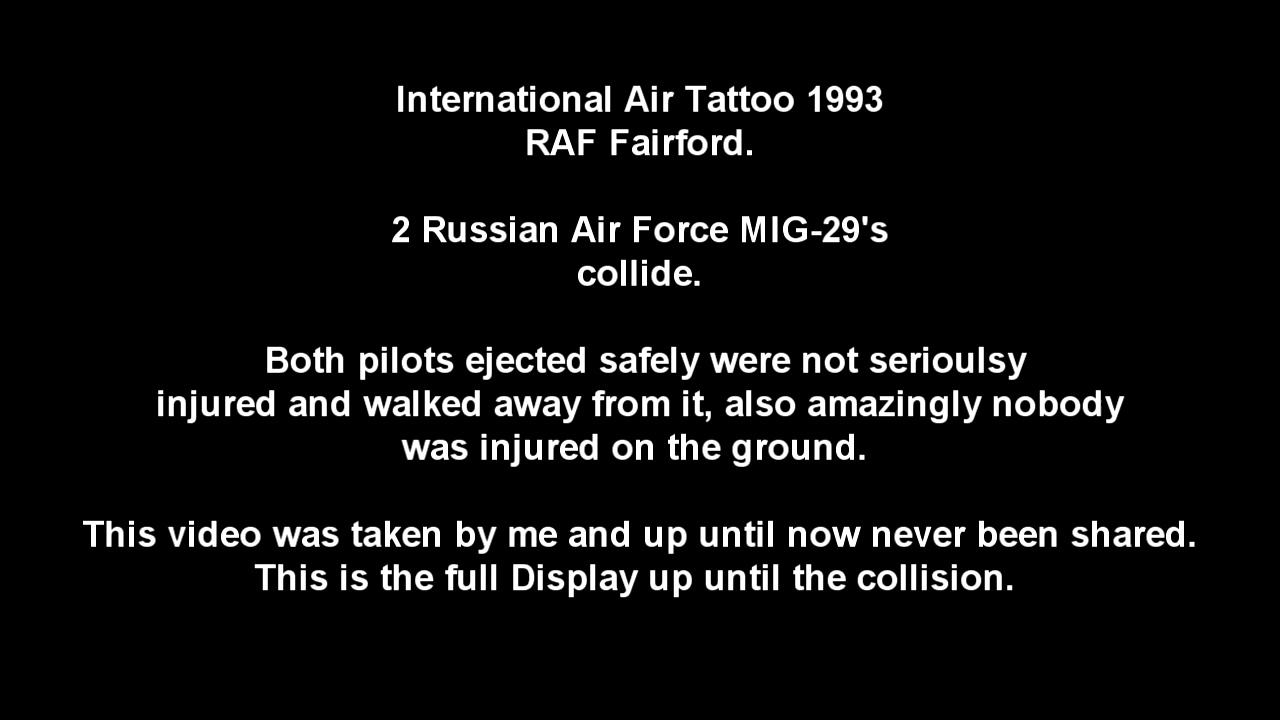 International Air Tattoo 1993
RAF Fairford.
2 Russian Air Force MIG-29's
collide.
Both pilots ejected safely were not serioulsy
injured and walked away from it, also amazingly nobody
was injured on the ground.
This video was taken by me and up until now never been shared.
This is the full Display up until the collision.